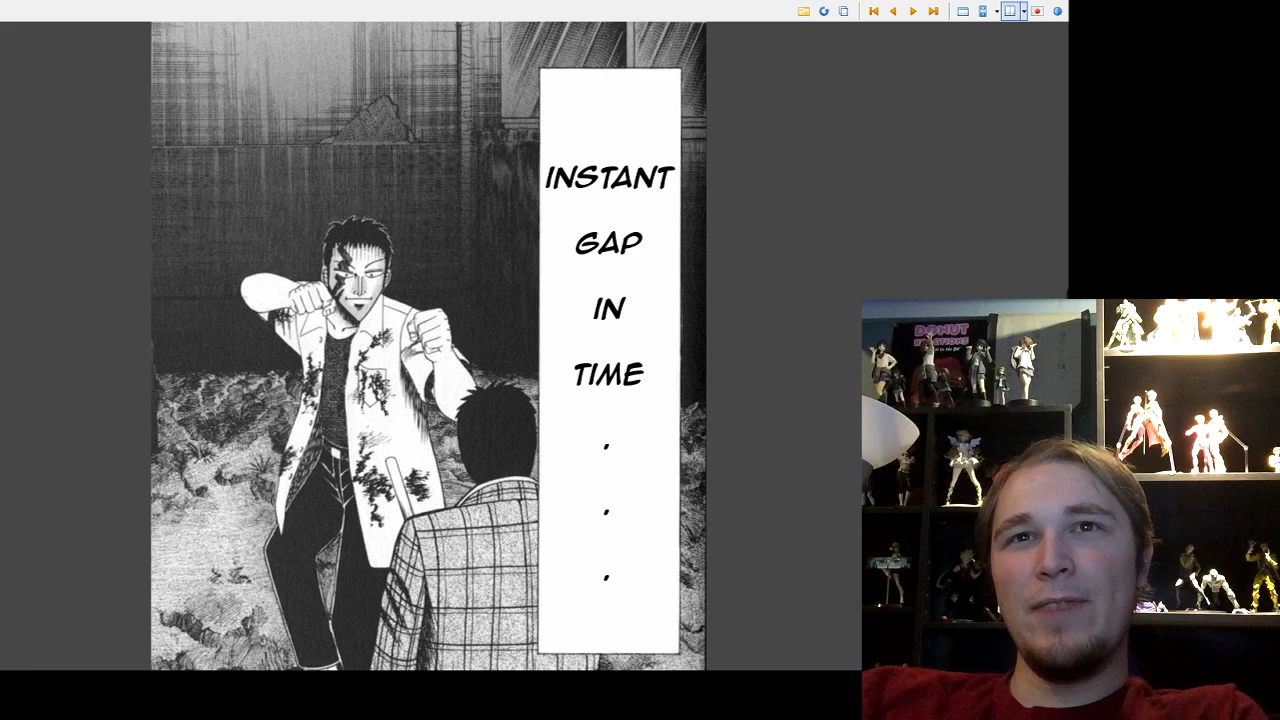 INSTANT
GAP
IN
TIME
.
.
.
DONUT